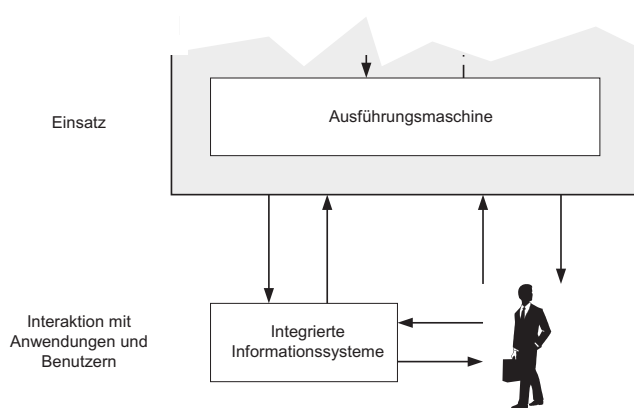 Einsatz
Ausführungsmaschine
Interaktion mit
Anwendungen und
Benutzern
Integrierte
Informationssysteme